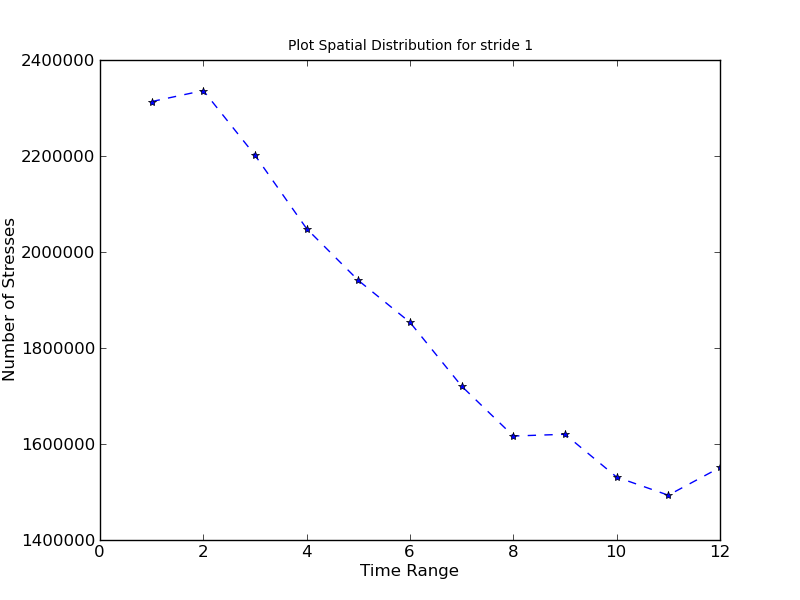 Plot Spatial Distribution for stride 1
2400000
2200000
2000000
1800000
1600000
1400000
Number of Stresses
0 2 4 6 8 10 12
Time Range